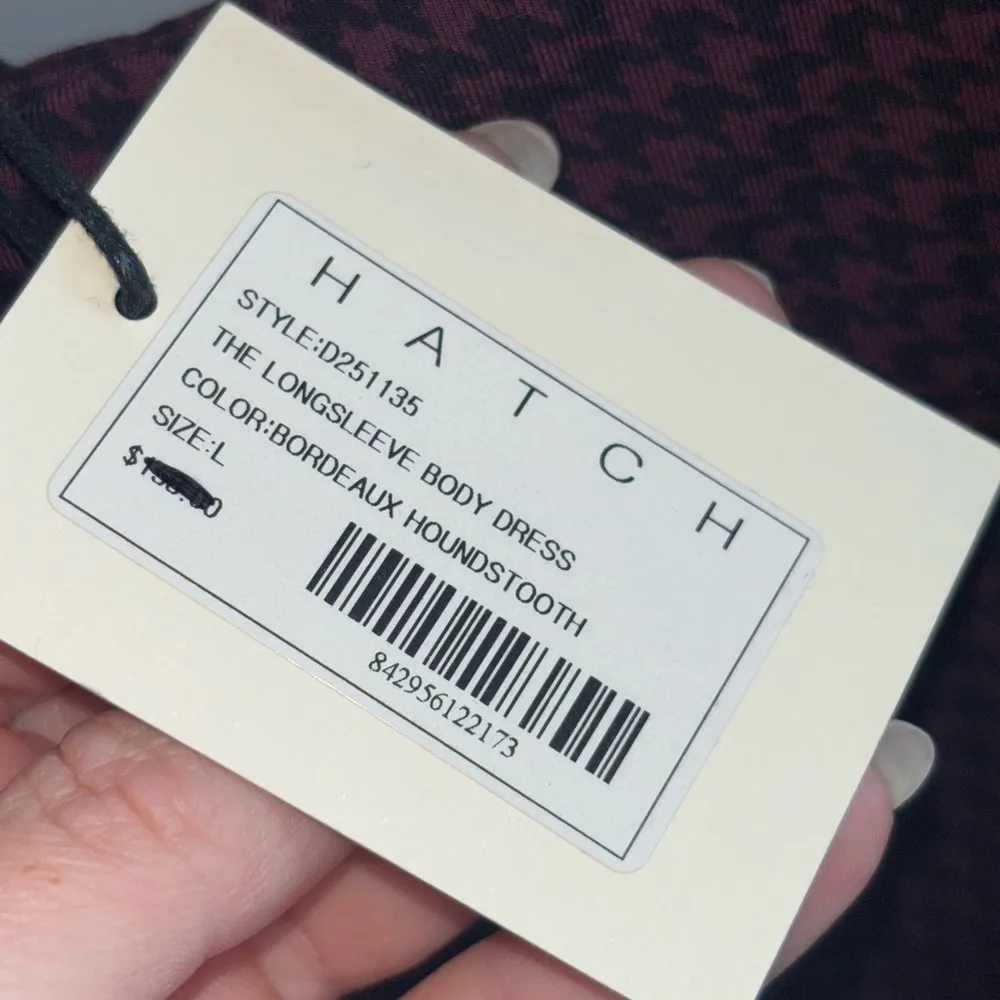 HATCH
STYLE:D251135
THE LONGSLEEVE BODY DRESS
COLOR:BORDEAUX HOUNDSTOOTH
SIZE:L
842956122173